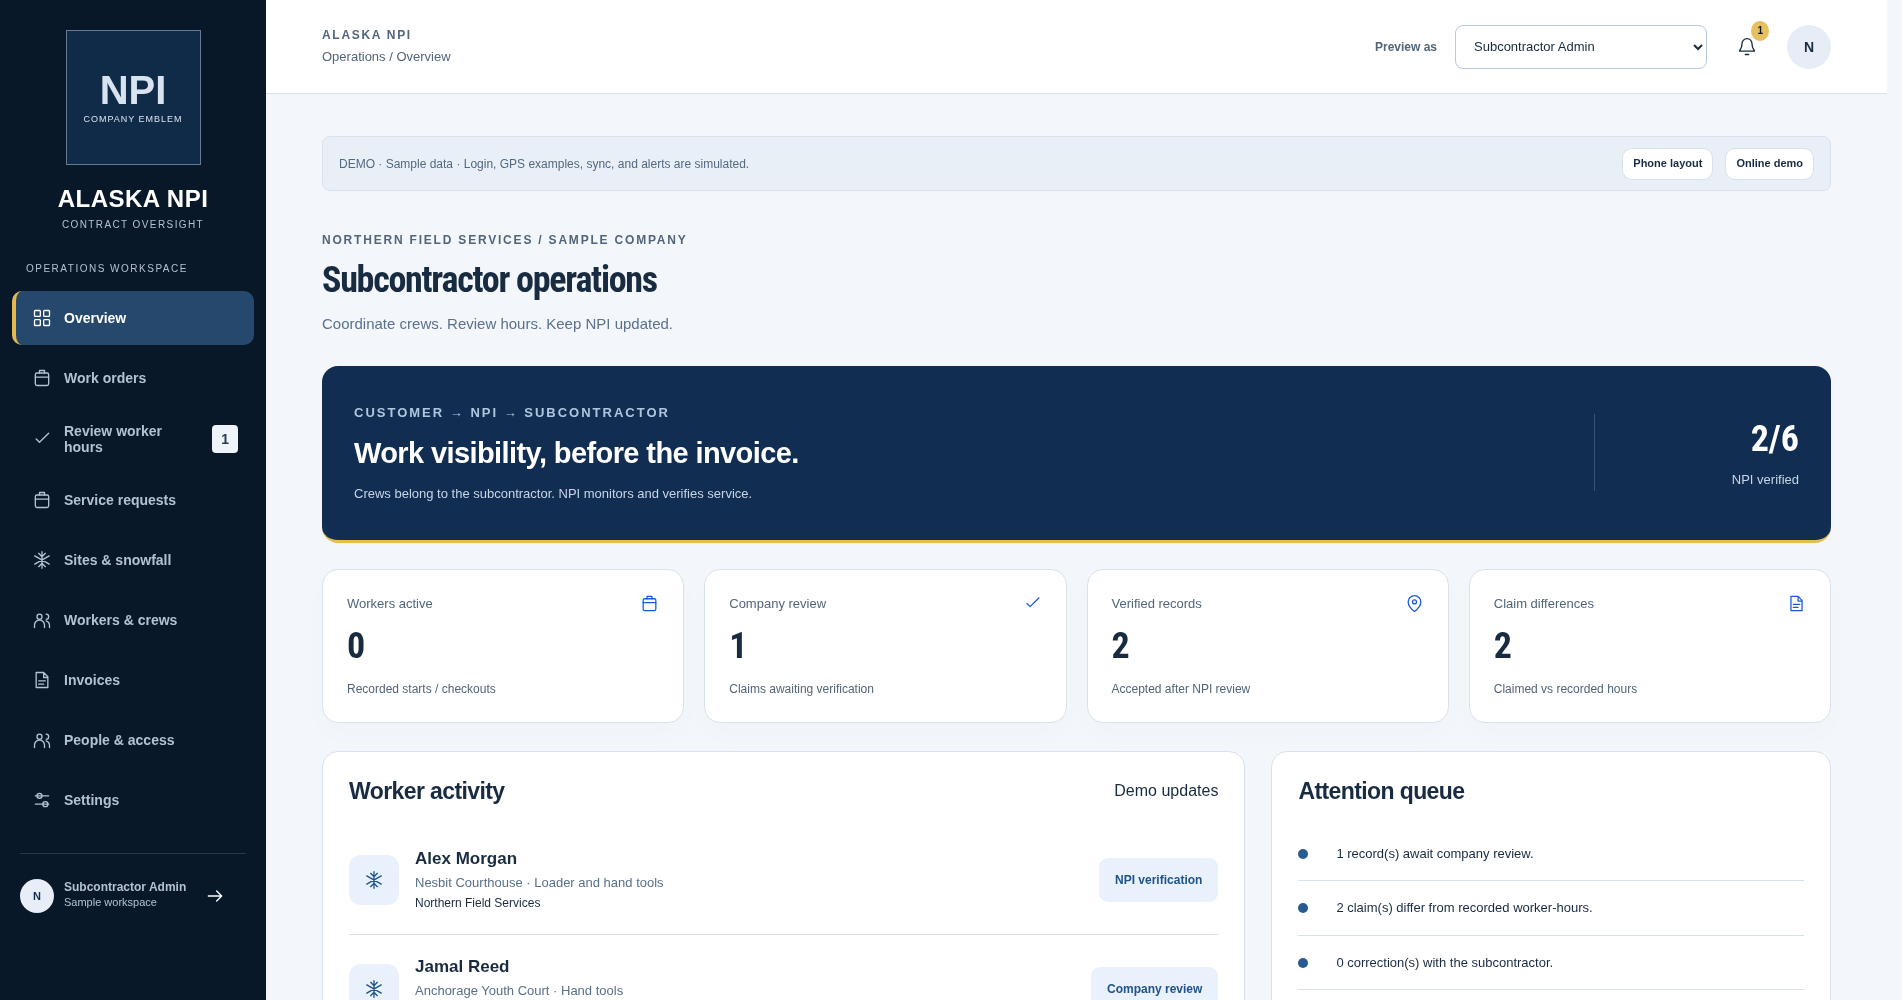 NPI
COMPANY EMBLEM
ALASKA NPI
CONTRACT OVERSIGHT
OPERATIONS WORKSPACE
Overview
Work orders
Review worker
hours
1
Service requests
Sites & snowfall
Workers & crews
Invoices
People & access
Settings
N
Subcontractor Admin
Sample workspace
ALASKA NPI
Operations / Overview
Preview as
Subcontractor Admin
1
N
DEMO · Sample data · Login, GPS examples, sync, and alerts are simulated.
Phone layout
Online demo
NORTHERN FIELD SERVICES / SAMPLE COMPANY
Subcontractor operations
Coordinate crews. Review hours. Keep NPI updated.
CUSTOMER → NPI → SUBCONTRACTOR
Work visibility, before the invoice.
Crews belong to the subcontractor. NPI monitors and verifies service.
2/6
NPI verified
Workers active
0
Recorded starts / checkouts
Company review
1
Claims awaiting verification
Verified records
2
Accepted after NPI review
Claim differences
2
Claimed vs recorded hours
Worker activity
Demo updates
Alex Morgan
Nesbit Courthouse · Loader and hand tools
Northern Field Services
NPI verification
Jamal Reed
Anchorage Youth Court · Hand tools
Company review
Attention queue
1 record(s) await company review.
2 claim(s) differ from recorded worker-hours.
0 correction(s) with the subcontractor.